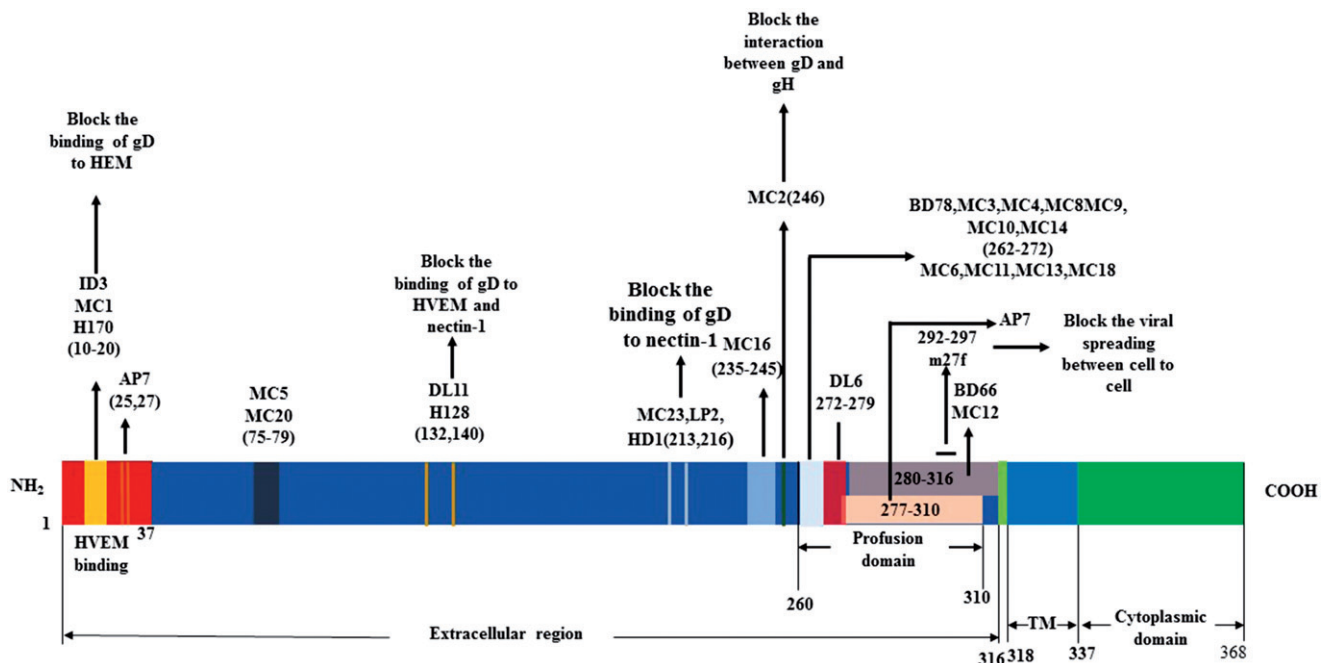 Block the
interaction
between gD and
gH
Block the
binding of gD
to HEM
MC2(246)
BD78,MC3,MC4,MC8MC9,
MC10,MC14
(262-272)
MC6,MC11,MC13,MC18
ID3
MC1
H170
(10-20)
Block the
binding of gD to
HVEM and
nectin-1
Block the
binding of gD
to nectin-1
AP7
292-297
m27f
Block the viral
spreading
between cell to
cell
AP7
(25,27)
MC5
MC20
(75-79)
DL11
H128
(132,140)
MC23,LP2,
HD1(213,216)
MC16
(235-245)
DL6
272-279
BD66
MC12
NH2
1
37
280-316
277-310
COOH
HVEM
binding
Profusion
domain
260
310
Extracellular region
TM
Cytoplasmic
domain
316
318
337
368